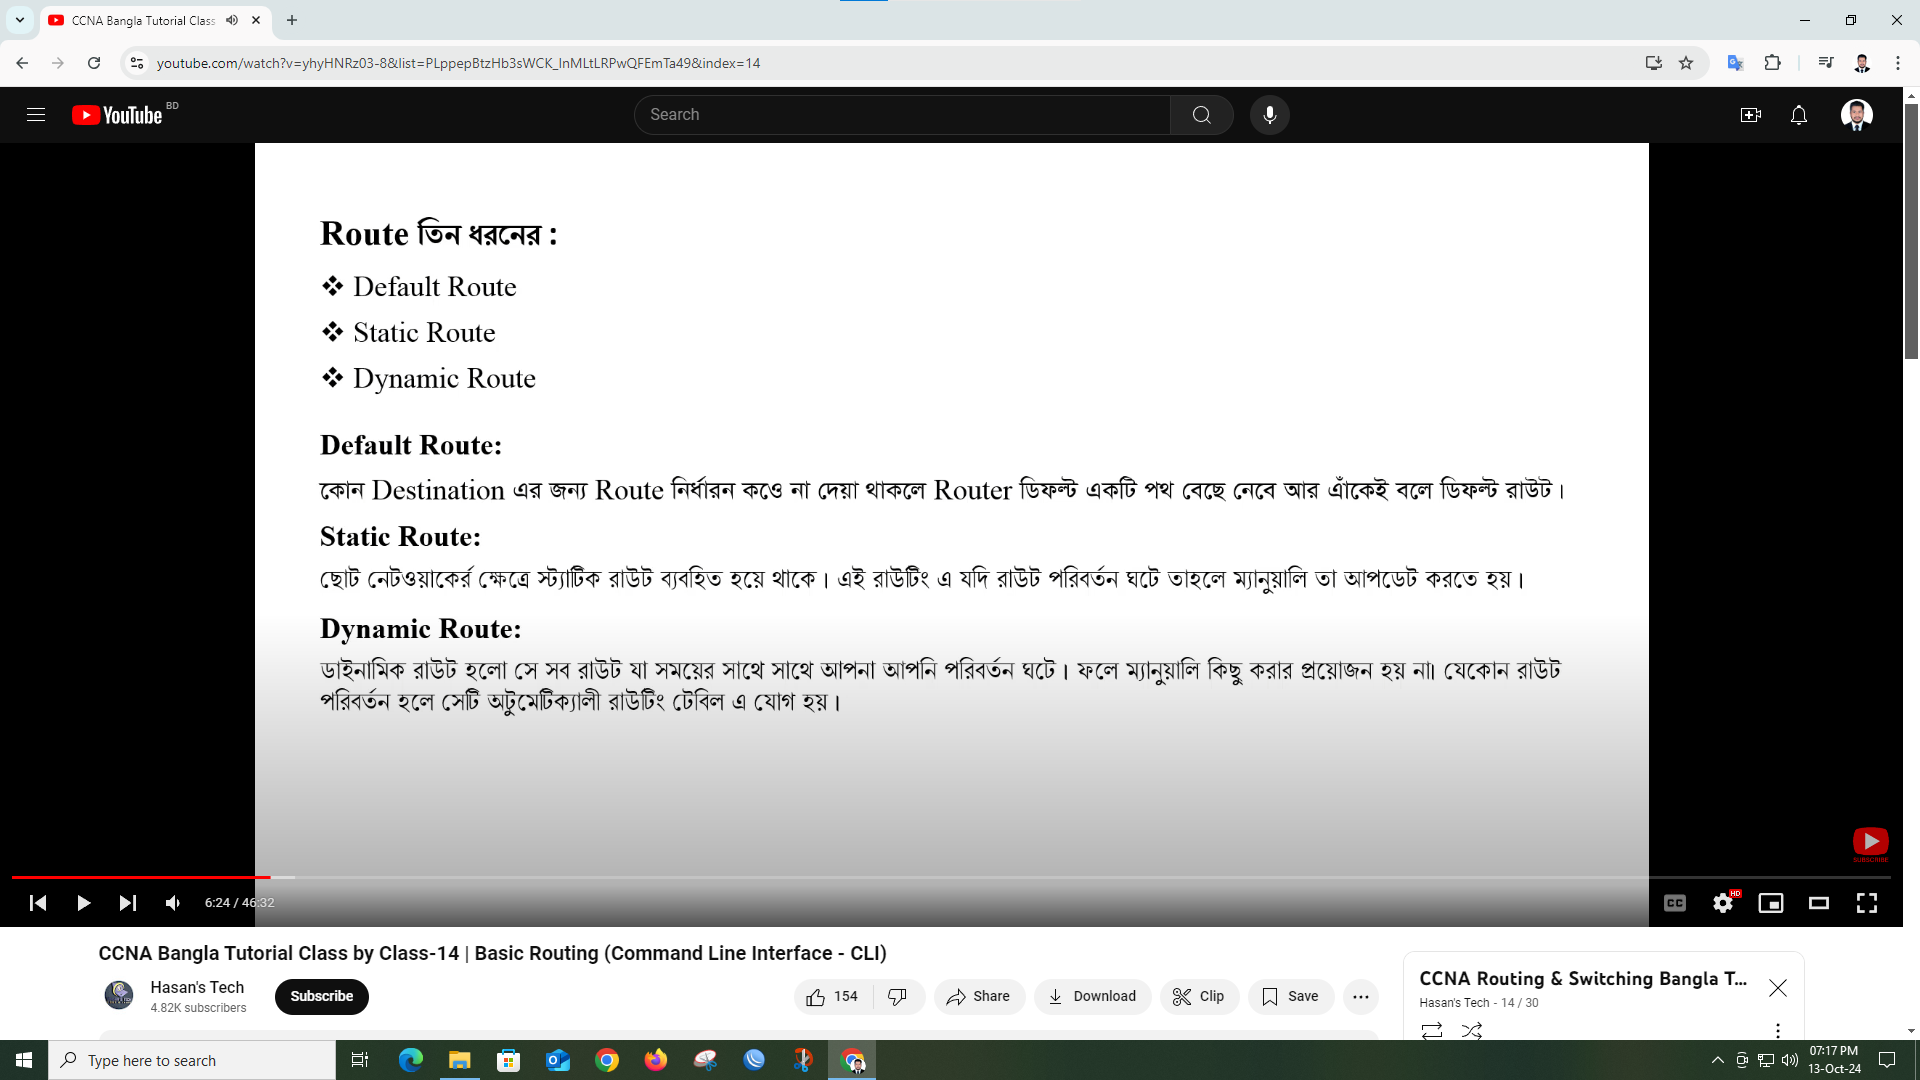 CCNA Bangla Tutorial Class
youtube.com/watch?v=yhyHNRz03-8&list=PLppepBtzHb3sWCK_lnMLtLRPwQFEmTa49&index=14
YouTube BD
Search
Route তিন ধরনের :
❖ Default Route
❖ Static Route
❖ Dynamic Route
Default Route:
কোন Destination এর জন্য Route নির্ধারন কওে না দেয়া থাকলে Router ডিফল্ট একটি পথ বেছে নেবে আর এাঁকেই বলে ডিফল্ট রাউট।
Static Route:
ছোট নেটওয়াকের্র ক্ষেত্রে স্ট্যাটিক রাউট ব্যবহিত হয়ে থাকে। এই রাউটিং এ যদি রাউট পরিবর্তন ঘটে তাহলে ম্যানুয়ালি তা আপডেট করতে হয়।
Dynamic Route:
ডাইনামিক রাউট হলো সে সব রাউট যা সময়ের সাথে সাথে আপনা আপনি পরিবর্তন ঘটে। ফলে ম্যানুয়ালি কিছু করার প্রয়োজন হয় না। যেকোন রাউট
পরিবর্তন হলে সেটি অটুমেটিক্যালী রাউটিং টেবিল এ যোগ হয়।
SUBSCRIBE
6:24 / 46:32
CC
HD
CCNA Bangla Tutorial Class by Class-14 | Basic Routing (Command Line Interface - CLI)
Hasan's Tech
4.82K subscribers
Subscribe
154
Share
Download
Clip
Save
CCNA Routing & Switching Bangla T...
Hasan's Tech - 14 / 30
Type here to search
07:17 PM
13-Oct-24